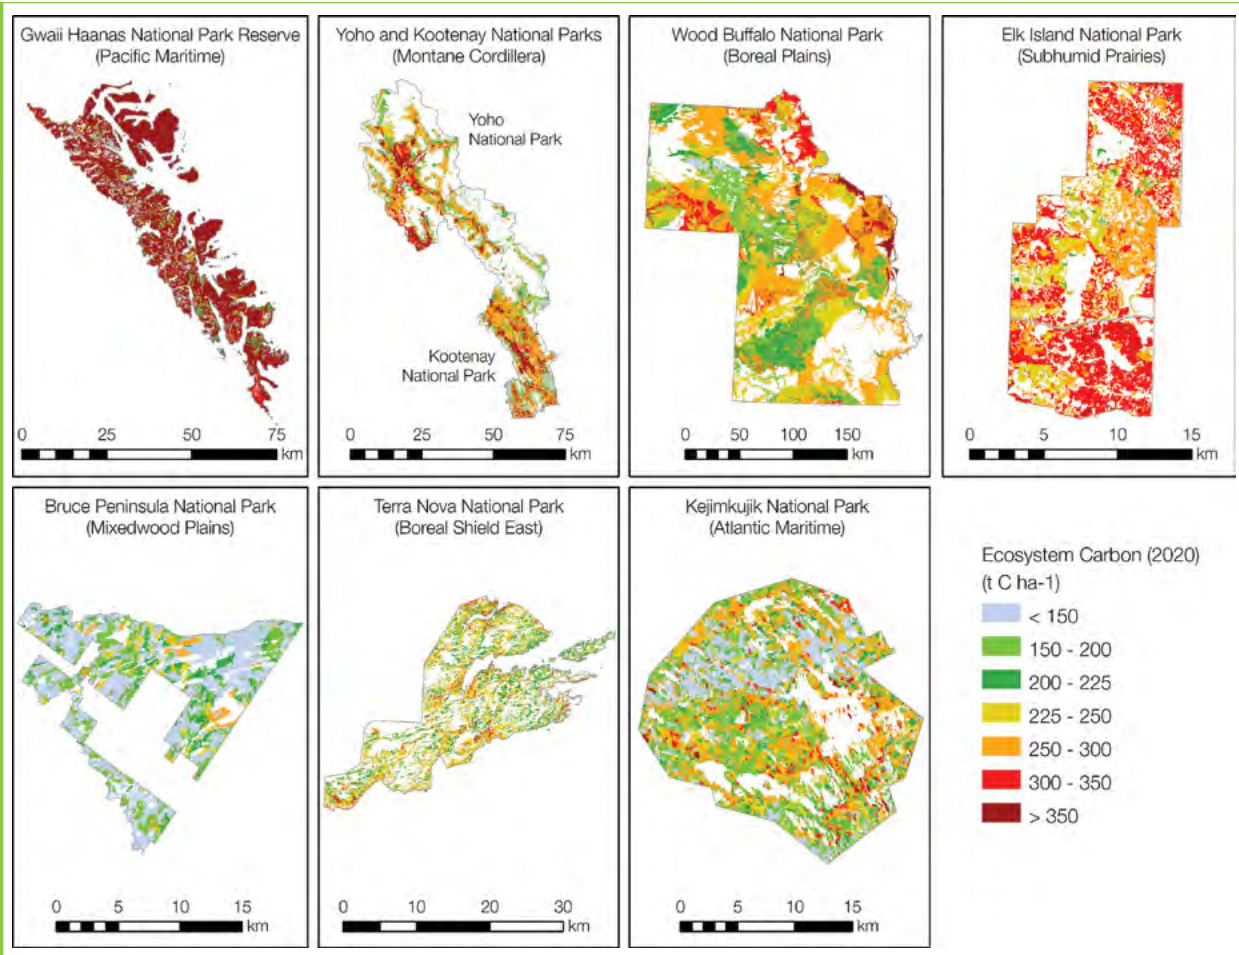 Gwaii Haanas National Park Reserve
(Pacific Maritime)
0 25 50 75
km
Yoho and Kootenay National Parks
(Montane Cordillera)
Yoho
National Park
Kootenay
National Park
0 25 50 75
km
Wood Buffalo National Park
(Boreal Plains)
0 50 100 150
km
Elk Island National Park
(Subhumid Prairies)
0 5 10 15
km
Bruce Peninsula National Park
(Mixedwood Plains)
0 5 10 15
km
Terra Nova National Park
(Boreal Shield East)
0 10 20 30
km
Kejimkujik National Park
(Atlantic Maritime)
0 5 10 15
km
Ecosystem Carbon (2020)
(t C ha-1)
< 150
150 - 200
200 - 225
225 - 250
250 - 300
300 - 350
> 350